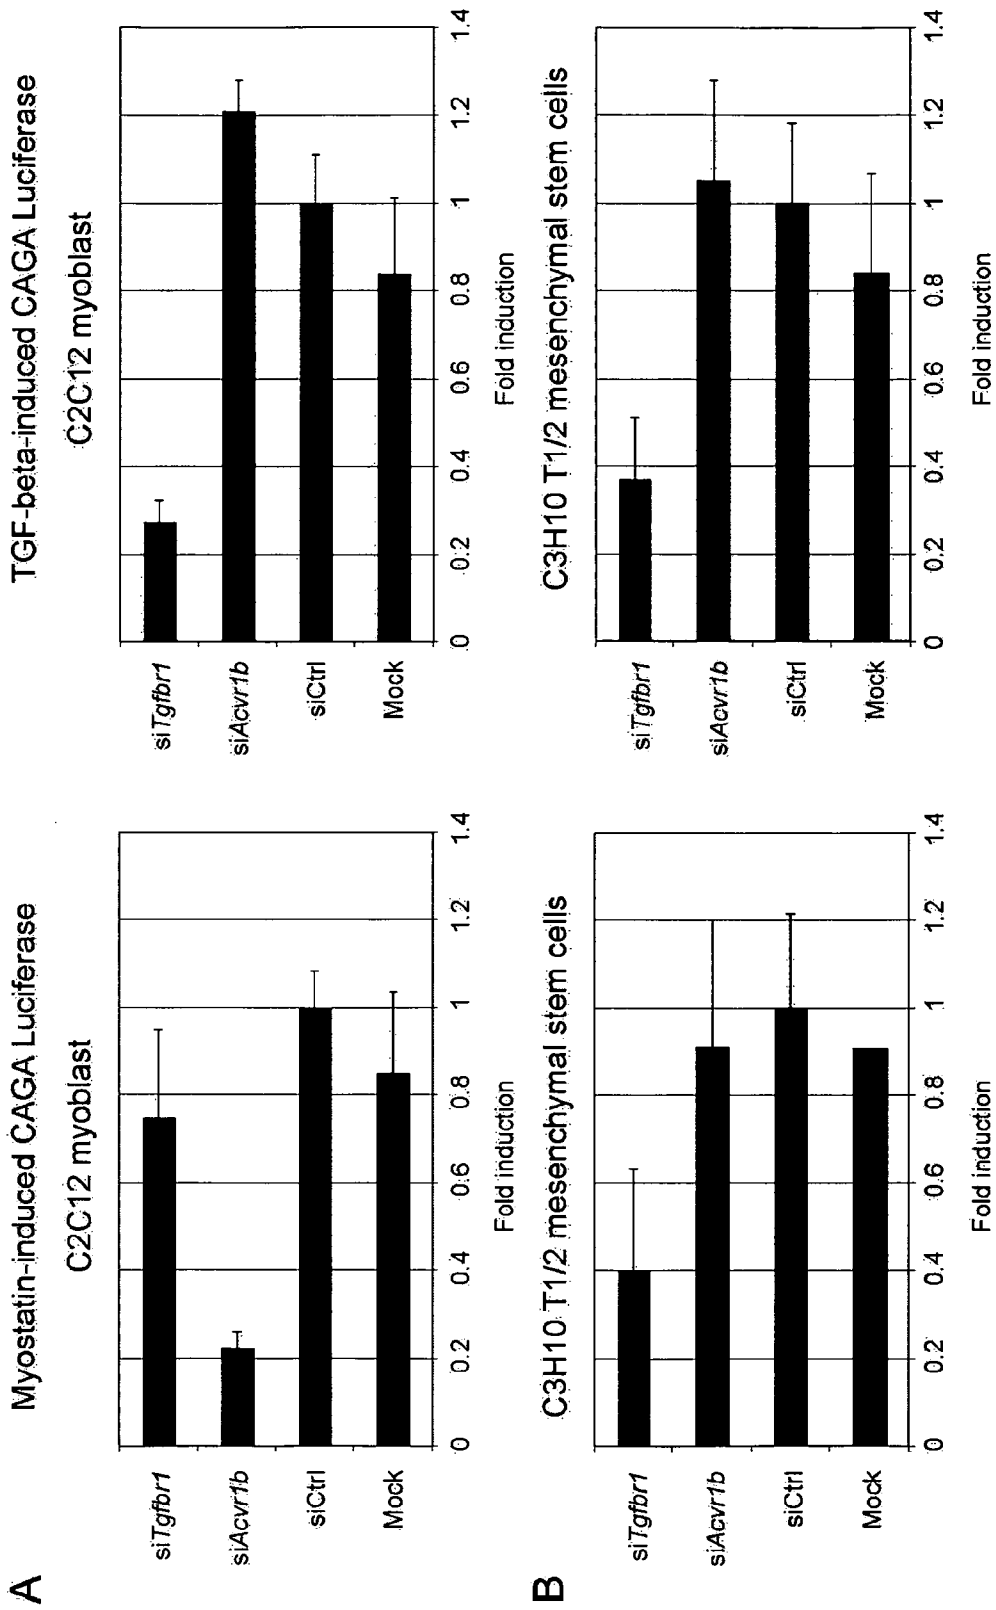 A
Myostatin-induced CAGA Luciferase
C2C12 myoblast
siTgfbr1
siAcvr1b
siCtrl
Mock
0 0.2 0.4 0.6 0.8 1 1.2 1.4
Fold induction
TGF-beta-induced CAGA Luciferase
C2C12 myoblast
siTgfbr1
siAcvr1b
siCtrl
Mock
0 0.2 0.4 0.6 0.8 1 1.2 1.4
Fold induction
B
C3H10 T1/2 mesenchymal stem cells
siTgfbr1
siAcvr1b
siCtrl
Mock
0 0.2 0.4 0.6 0.8 1 1.2 1.4
Fold induction
C3H10 T1/2 mesenchymal stem cells
siTgfbr1
siAcvr1b
siCtrl
Mock
0 0.2 0.4 0.6 0.8 1 1.2 1.4
Fold induction